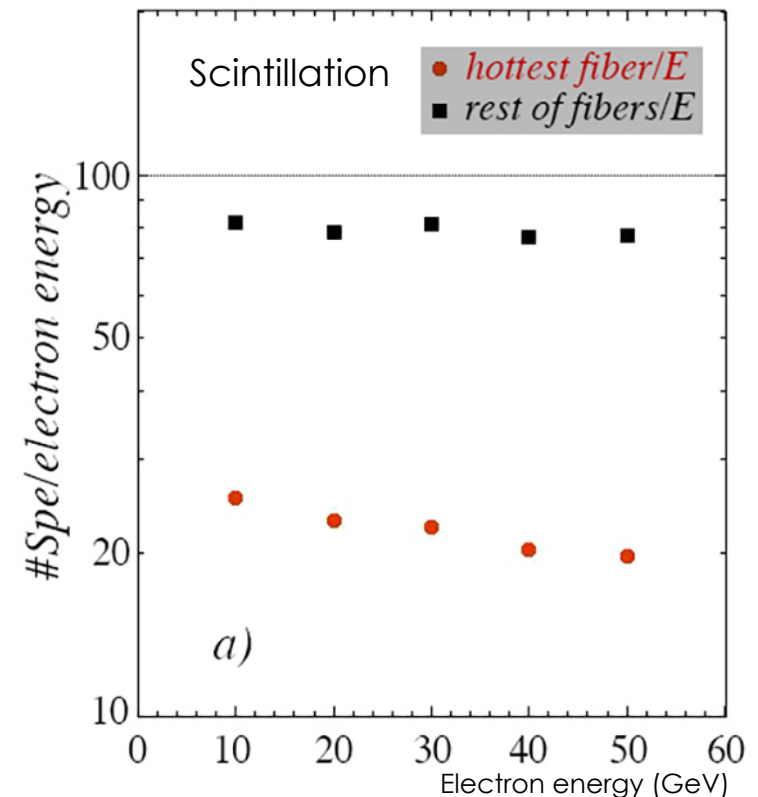 Scintillation
hottest fiber/E
rest of fibers/E
#Spe/electron energy
100
50
20
10
a)
0 10 20 30 40 50 60
Electron energy (GeV)